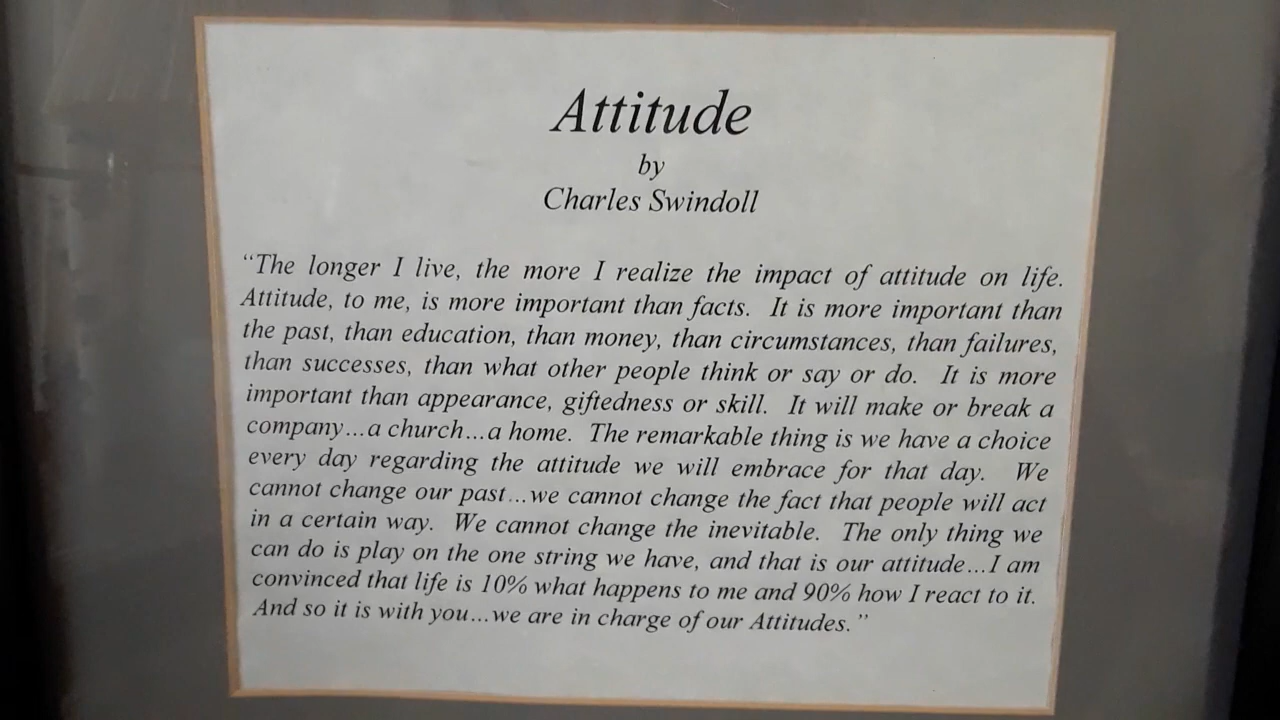 Attitude
by
Charles Swindoll
“The longer I live, the more I realize the impact of attitude on life.
Attitude, to me, is more important than facts. It is more important than
the past, than education, than money, than circumstances, than failures,
than successes, than what other people think or say or do. It is more
important than appearance, giftedness or skill. It will make or break a
company...a church...a home. The remarkable thing is we have a choice
every day regarding the attitude we will embrace for that day. We
cannot change our past...we cannot change the fact that people will act
in a certain way. We cannot change the inevitable. The only thing we
can do is play on the one string we have, and that is our attitude...I am
convinced that life is 10% what happens to me and 90% how I react to it.
And so it is with you...we are in charge of our Attitudes.”